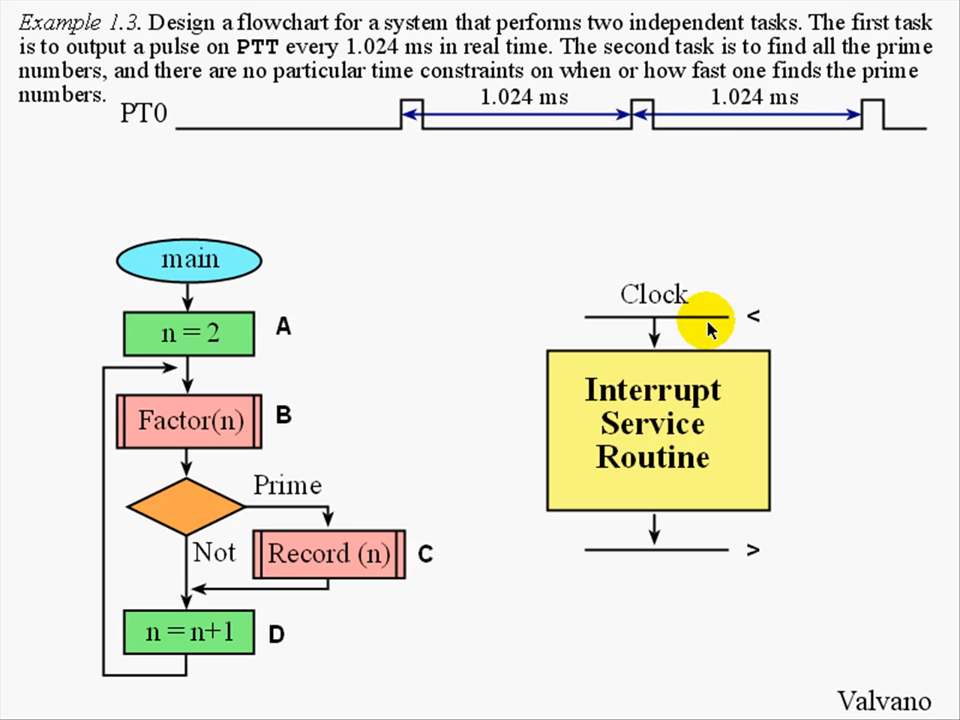 Example 1.3. Design a flowchart for a system that performs two independent tasks. The first task
is to output a pulse on PTT every 1.024 ms in real time. The second task is to find all the prime
numbers, and there are no particular time constraints on when or how fast one finds the prime
numbers.
1.024 ms
1.024 ms
PT0
main
n = 2
A
Factor(n)
B
Prime
Not
Record (n)
C
n = n+1
D
Clock
<
Interrupt
Service
Routine
>
Valvano